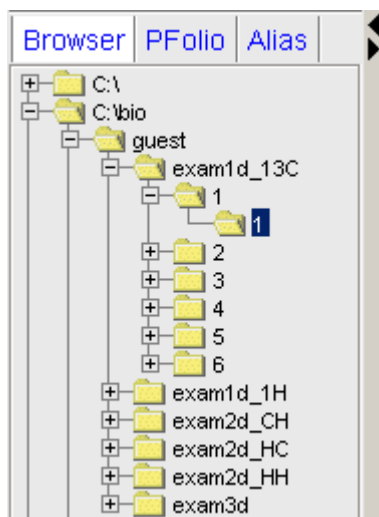 Browser PFolio Alias
C:\
C:\bio
guest
exam1d_13C
1
1
2
3
4
5
6
exam1d_1H
exam2d_CH
exam2d_HC
exam2d_HH
exam3d